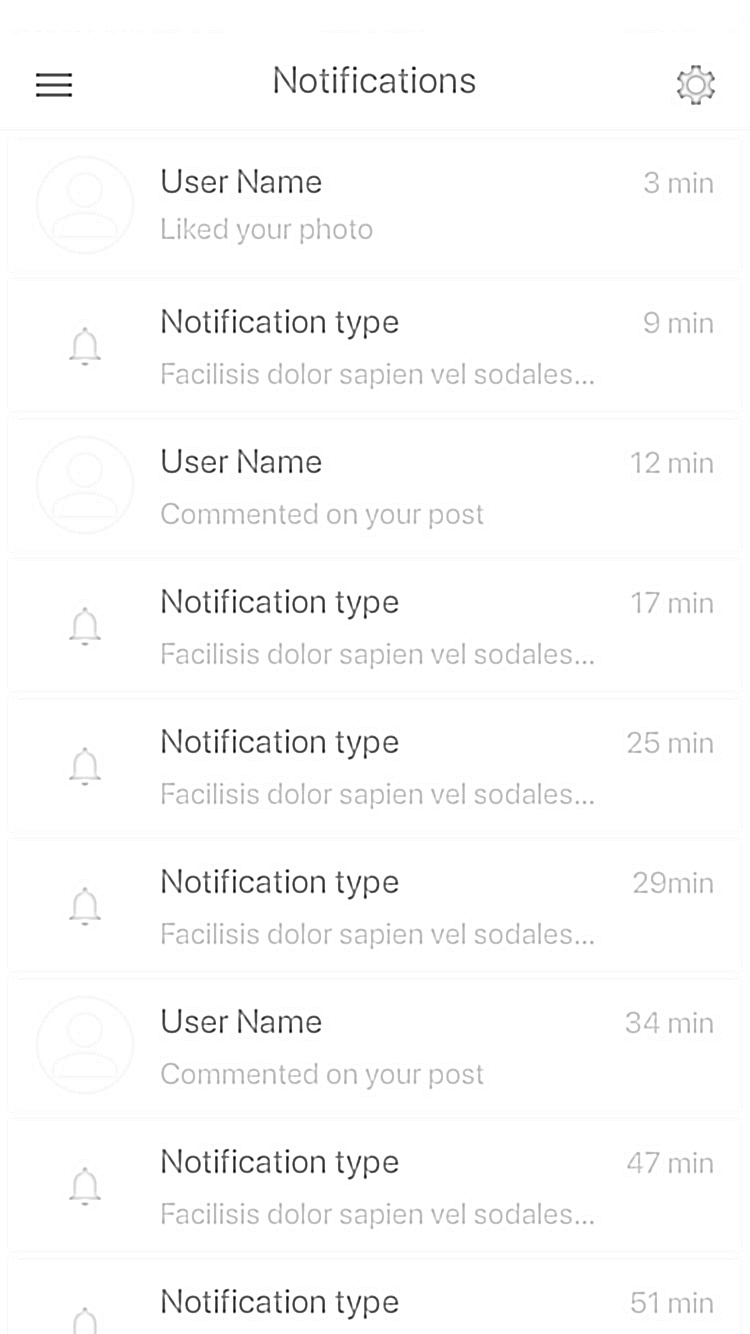 Notifications
User Name 3 min
Liked your photo
Notification type 9 min
Facilisis dolor sapien vel sodales...
User Name 12 min
Commented on your post
Notification type 17 min
Facilisis dolor sapien vel sodales...
Notification type 25 min
Facilisis dolor sapien vel sodales...
Notification type 29min
Facilisis dolor sapien vel sodales...
User Name 34 min
Commented on your post
Notification type 47 min
Facilisis dolor sapien vel sodales...
Notification type 51 min